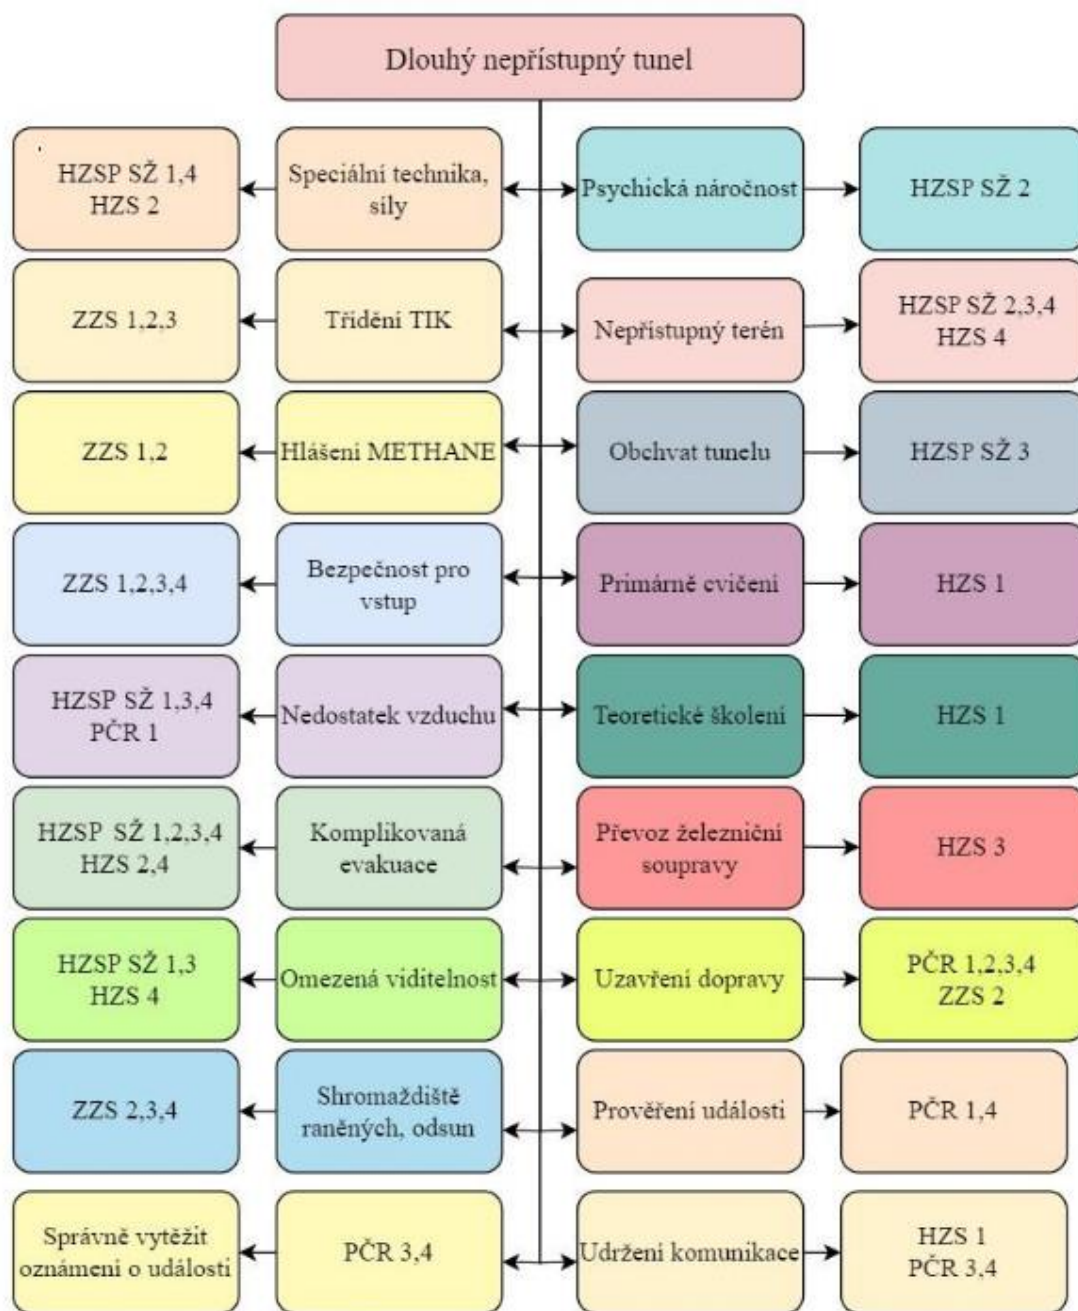 Dlouhý nepřístupný tunel
HZSP SŽ 1,4
HZS 2
Speciální technika,
síly
Psychická náročnost
HZSP SŽ 2
ZZS 1,2,3
Třídění TIK
Nepřístupný terén
HZSP SŽ 2,3,4
HZS 4
ZZS 1,2
Hlášení METHANE
Obchvat tunelu
HZSP SŽ 3
ZZS 1,2,3,4
Bezpečnost pro
vstup
Primárně cvičení
HZS 1
HZSP SŽ 1,3,4
PČR 1
Nedostatek vzduchu
Teoretické školení
HZS 1
HZSP SŽ 1,2,3,4
HZS 2,4
Komplikovaná
evakuace
Převoz železniční
soupravy
HZS 3
HZSP SŽ 1,3
HZS 4
Omezená viditelnost
Uzavření dopravy
PČR 1,2,3,4
ZZS 2
ZZS 2,3,4
Shromaždiště
raněných, odsun
Prověření události
PČR 1,4
Správně vytěžit
oznámení o události
PČR 3,4
Udržení komunikace
HZS 1
PČR 3,4